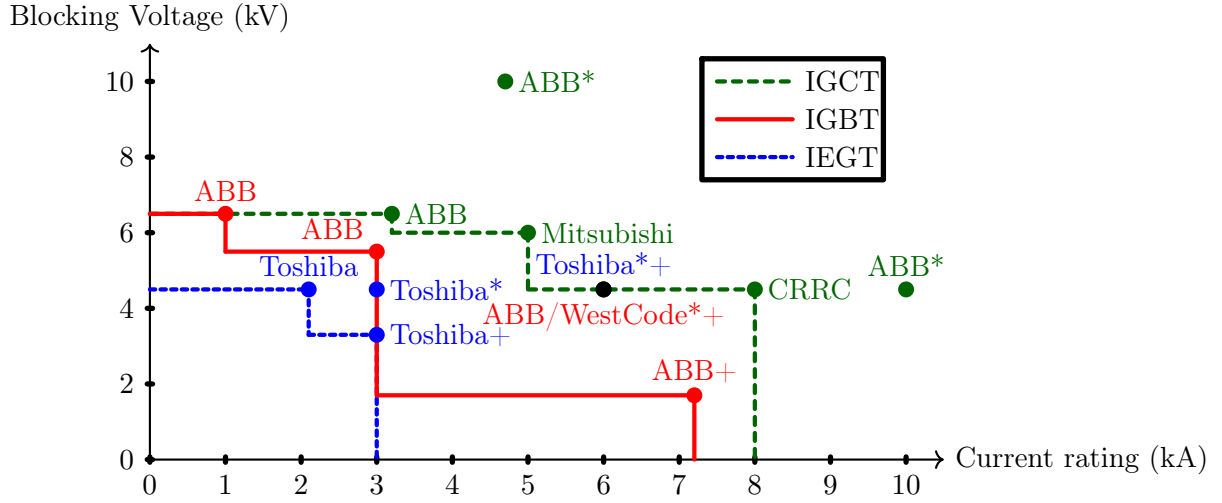 Blocking Voltage (kV)
10
8
6
4
2
0
ABB*
IGCT
IGBT
IEGT
ABB
ABB
ABB
Mitsubishi
Toshiba
Toshiba*+
ABB*
Toshiba*
CRRC
ABB/WestCode*+
Toshiba+
ABB+
0 1 2 3 4 5 6 7 8 9 10
Current rating (kA)